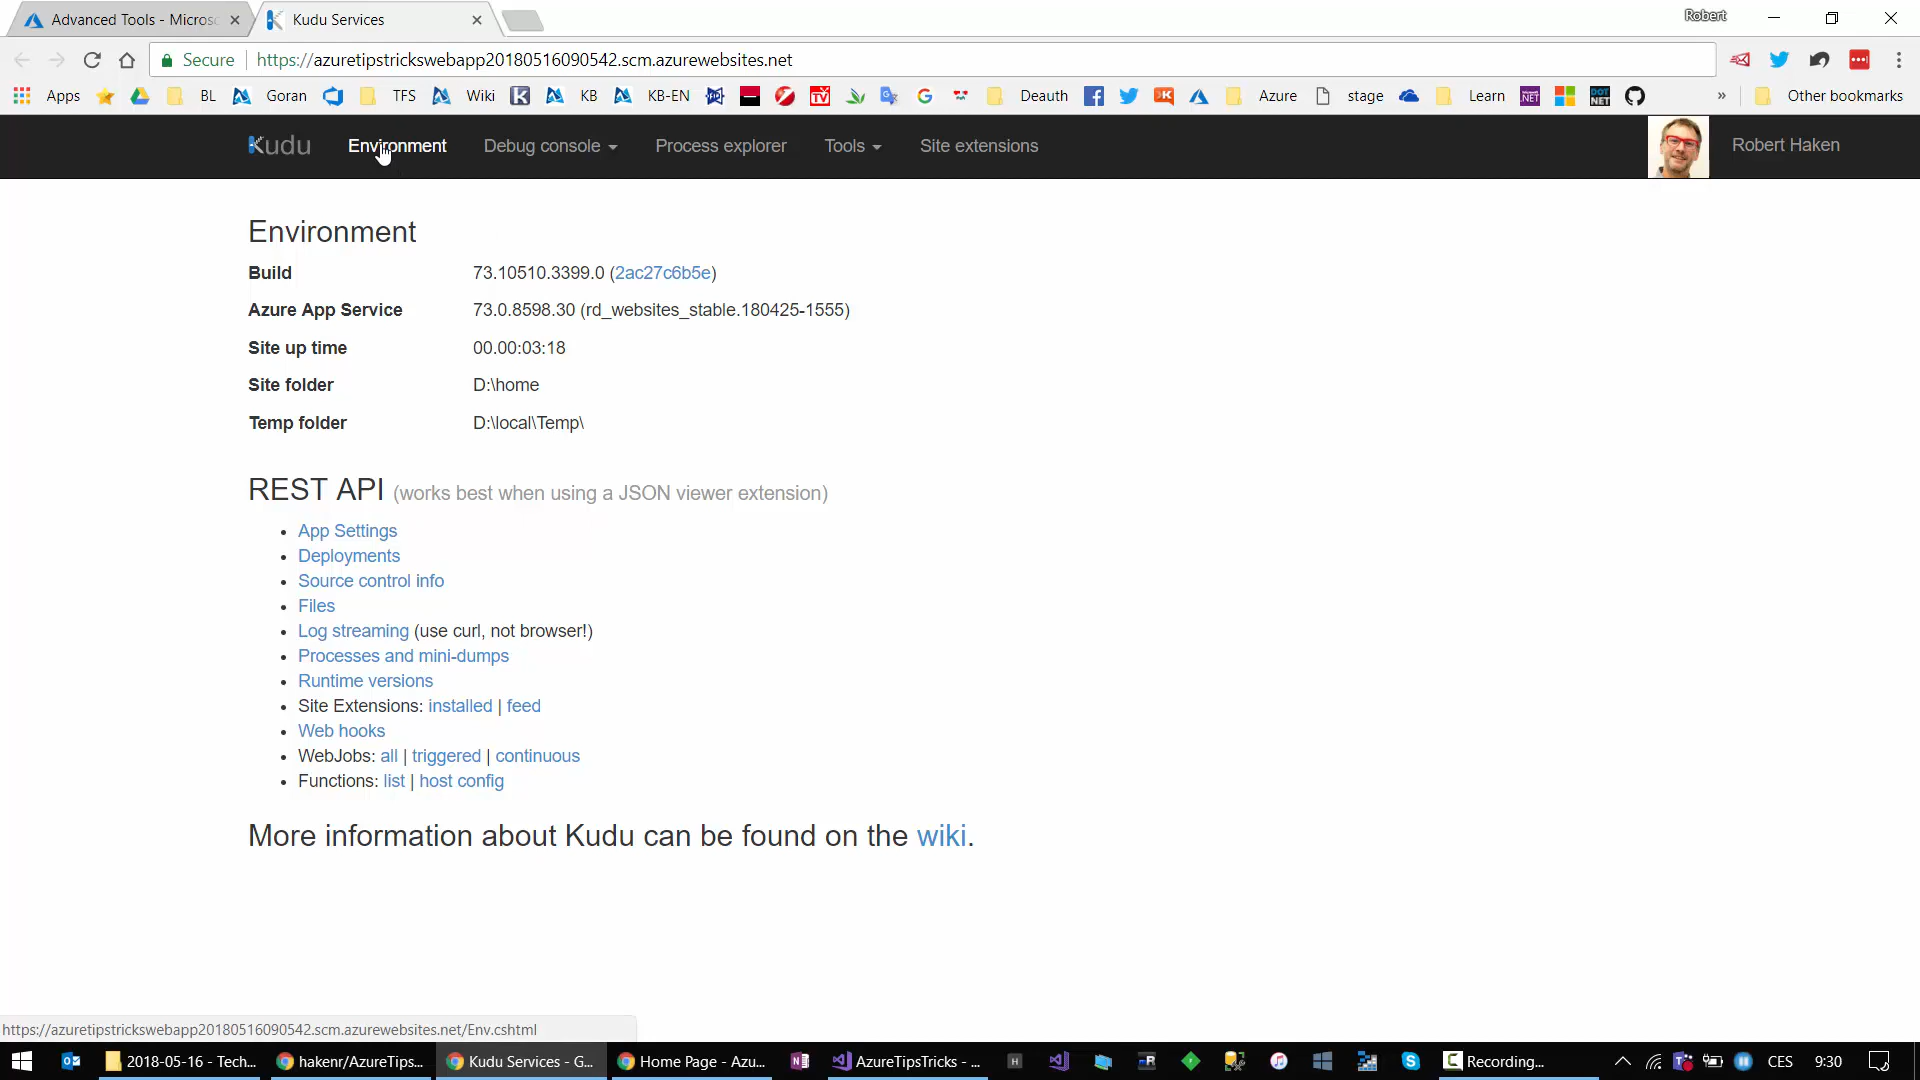 Advanced Tools - Micros
Kudu Services
Robert
Secure
https://azuretipstrickswebapp20180516090542.scm.azurewebsites.net
Apps
BL
Goran
TFS
Wiki
KB
KB-EN
Deauth
Azure
stage
Learn
»
Other bookmarks
Kudu
Environment
Debug console
Process explorer
Tools
Site extensions
Robert Haken
Environment
Build 73.10510.3399.0 (2ac27c6b5e)
Azure App Service 73.0.8598.30 (rd_websites_stable.180425-1555)
Site up time 00.00:03:18
Site folder D:\home
Temp folder D:\local\Temp\
REST API (works best when using a JSON viewer extension)
• App Settings
• Deployments
• Source control info
• Files
• Log streaming (use curl, not browser!)
• Processes and mini-dumps
• Runtime versions
• Site Extensions: installed | feed
• Web hooks
• WebJobs: all | triggered | continuous
• Functions: list | host config
More information about Kudu can be found on the wiki.
https://azuretipstrickswebapp20180516090542.scm.azurewebsites.net/Env.cshtml
2018-05-16 - Tech...
hakenr/AzureTips...
Kudu Services - G...
Home Page - Azu...
AzureTipsTricks - ...
Recording...
CES
9:30